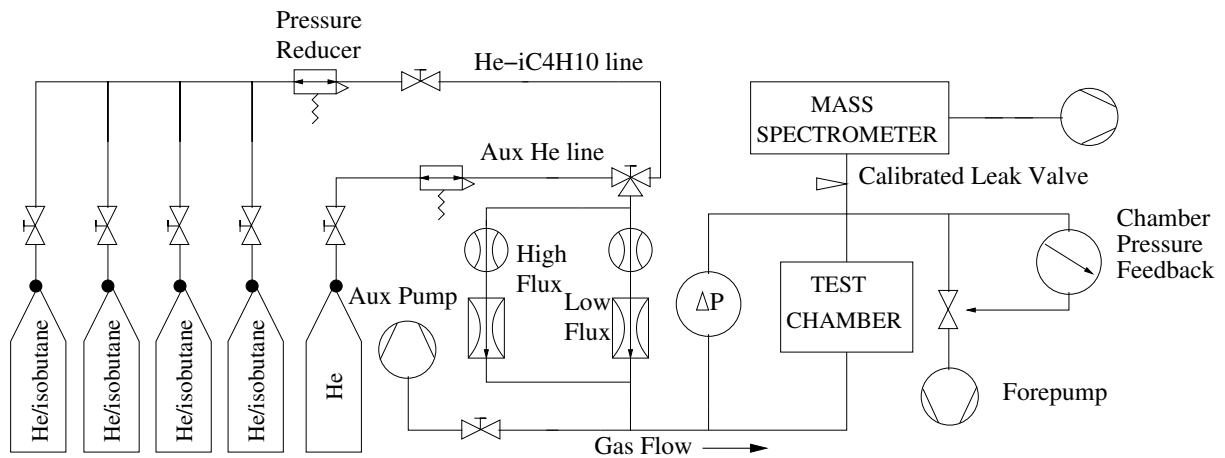 Pressure
Reducer
He−iC4H10 line
MASS
SPECTROMETER
Aux He line
Calibrated Leak Valve
Chamber
Pressure
Feedback
High
Flux
Low
Flux
Aux Pump
ΔP
TEST
CHAMBER
He/isobutane
He/isobutane
He/isobutane
He/isobutane
He
Forepump
Gas Flow